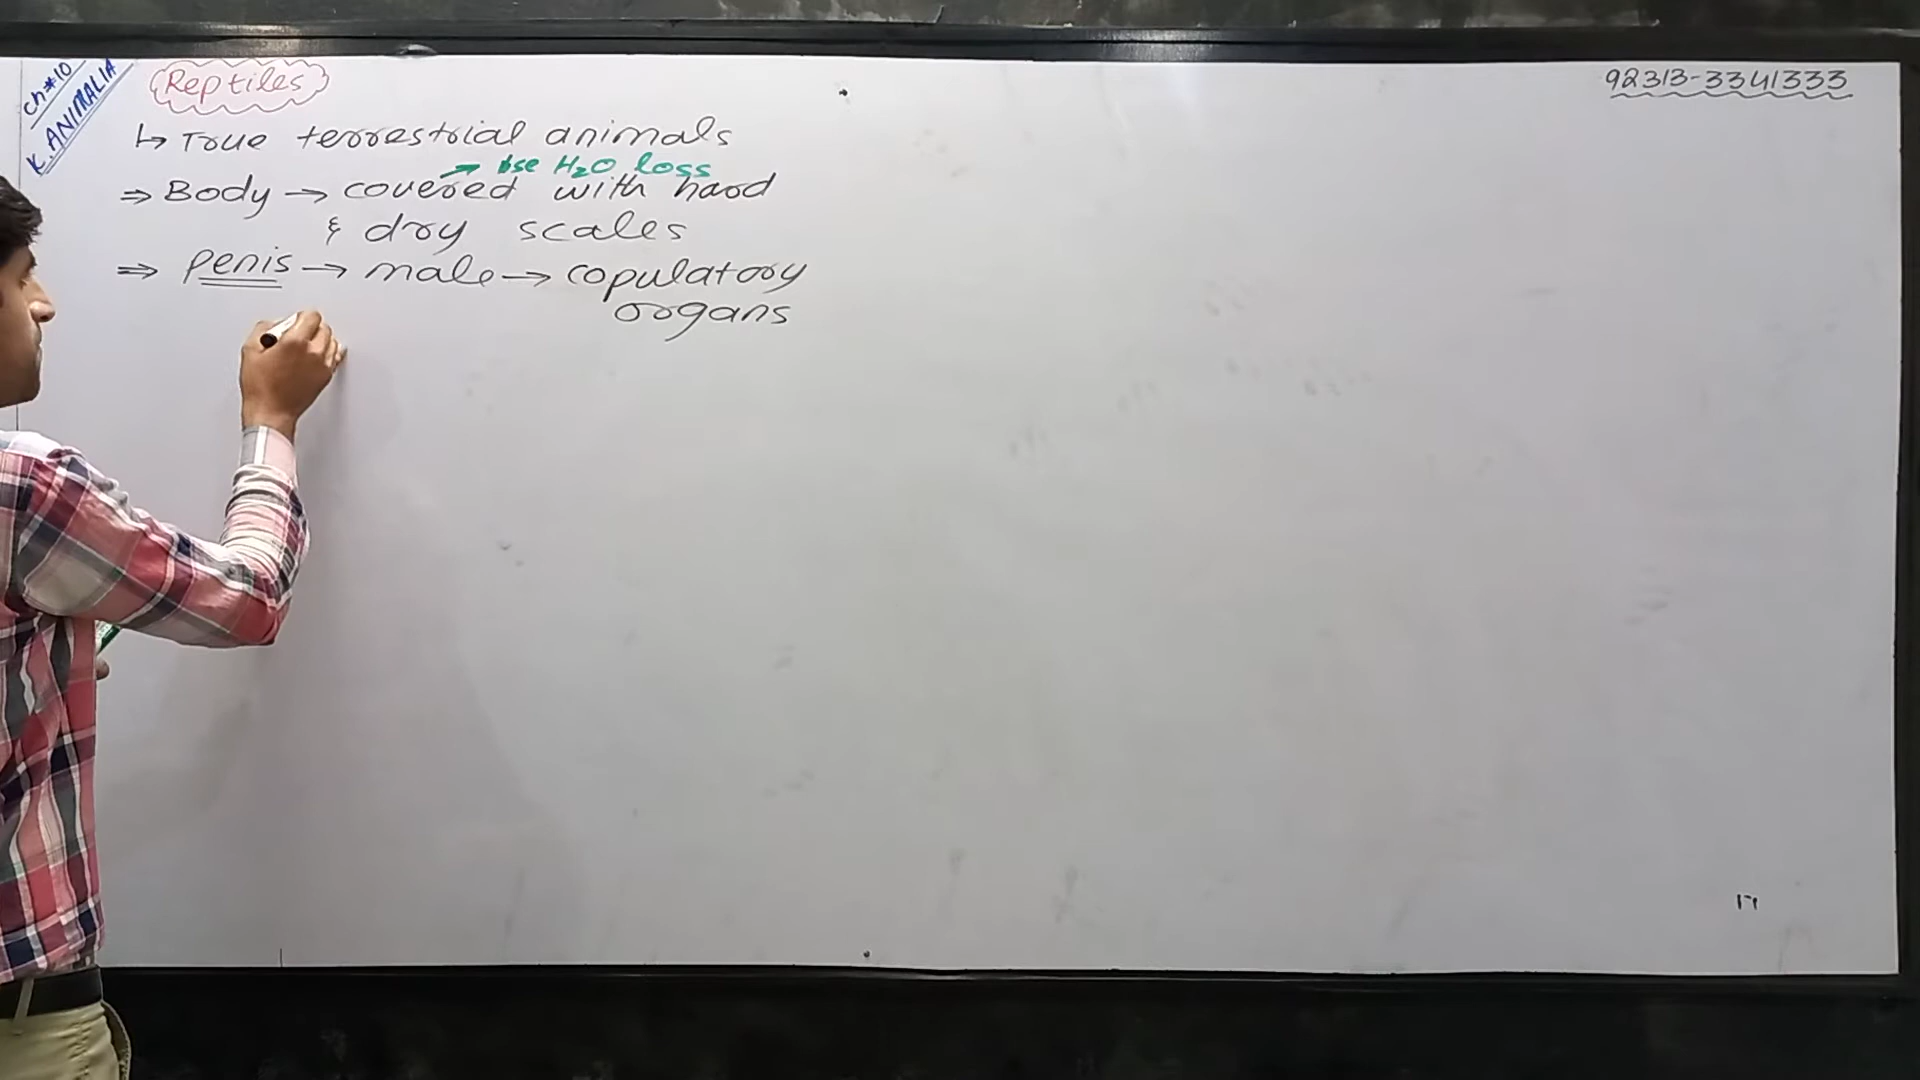 Ch#10
K. ANIMALIA
Reptiles
92313-3341333
↳ True terrestrial animals
→ ↓se H₂O loss
⇒ Body → covered with hard
& dry scales
⇒ penis → male → copulatory
organs